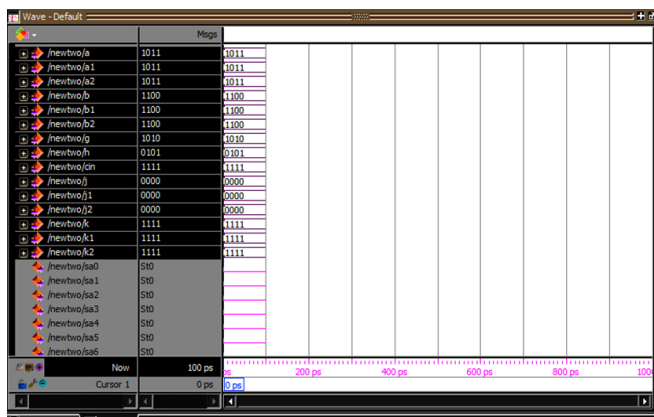 Wave - Default
Msgs
/newtwo/a 1011 1011
/newtwo/a1 1011 1011
/newtwo/a2 1011 1011
/newtwo/b 1100 1100
/newtwo/b1 1100 1100
/newtwo/b2 1100 1100
/newtwo/g 1010 1010
/newtwo/h 0101 0101
/newtwo/cin 1111 1111
/newtwo/j 0000 0000
/newtwo/j1 0000 0000
/newtwo/j2 0000 0000
/newtwo/k 1111 1111
/newtwo/k1 1111 1111
/newtwo/k2 1111 1111
/newtwo/sa0 St0
/newtwo/sa1 St0
/newtwo/sa2 St0
/newtwo/sa3 St0
/newtwo/sa4 St0
/newtwo/sa5 St0
/newtwo/sa6 St0
Now 100 ps ps 200 ps 400 ps 600 ps 800 ps 100
Cursor 1 0 ps 0 ps